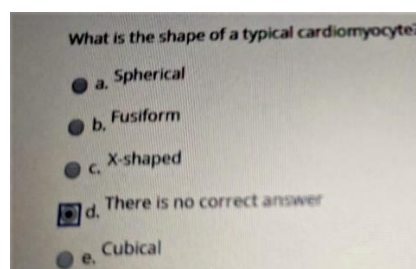 What is the shape of a typical cardiomyocyte?
a. Spherical
b. Fusiform
c. X-shaped
d. There is no correct answer
e. Cubical